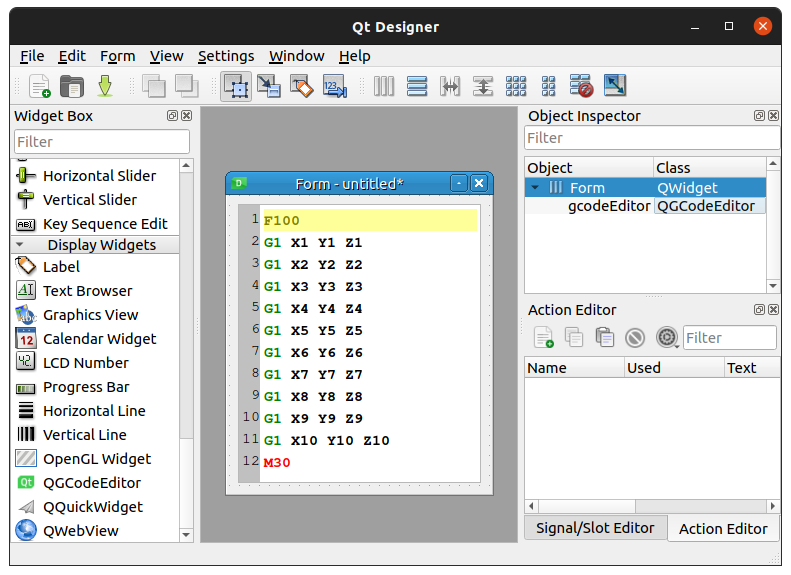 Qt Designer
File Edit Form View Settings Window Help
Widget Box
Filter
Horizontal Slider
Vertical Slider
Key Sequence Edit
Display Widgets
Label
Text Browser
Graphics View
Calendar Widget
LCD Number
Progress Bar
Horizontal Line
Vertical Line
OpenGL Widget
QGCodeEditor
QQuickWidget
QWebView
Form - untitled*
1 F100
2 G1 X1 Y1 Z1
3 G1 X2 Y2 Z2
4 G1 X3 Y3 Z3
5 G1 X4 Y4 Z4
6 G1 X5 Y5 Z5
7 G1 X6 Y6 Z6
8 G1 X7 Y7 Z7
9 G1 X8 Y8 Z8
10 G1 X9 Y9 Z9
11 G1 X10 Y10 Z10
12 M30
Object Inspector
Filter
Object Class
Form QWidget
gcodeEditor QGCodeEditor
Action Editor
Filter
Name Used Text
Signal/Slot Editor Action Editor